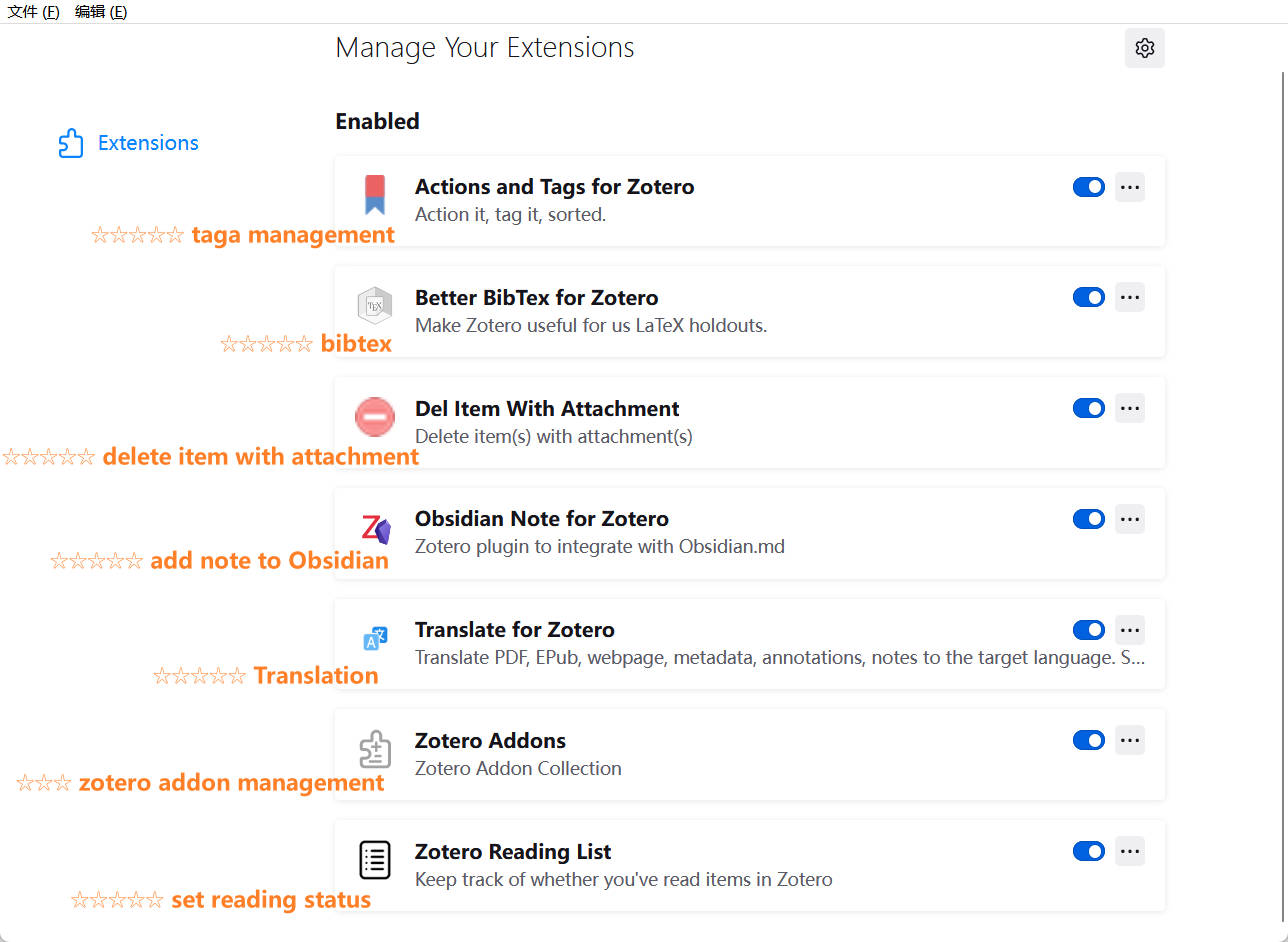 文件 (F) 编辑 (E)
Manage Your Extensions
Extensions
Enabled
Actions and Tags for Zotero
Action it, tag it, sorted.
☆☆☆☆☆ taga management
Better BibTex for Zotero
Make Zotero useful for us LaTeX holdouts.
☆☆☆☆☆ bibtex
Del Item With Attachment
Delete item(s) with attachment(s)
☆☆☆☆☆ delete item with attachment
Obsidian Note for Zotero
Zotero plugin to integrate with Obsidian.md
☆☆☆☆☆ add note to Obsidian
Translate for Zotero
Translate PDF, EPub, webpage, metadata, annotations, notes to the target language. S...
☆☆☆☆☆ Translation
Zotero Addons
Zotero Addon Collection
☆☆☆ zotero addon management
Zotero Reading List
Keep track of whether you've read items in Zotero
☆☆☆☆☆ set reading status